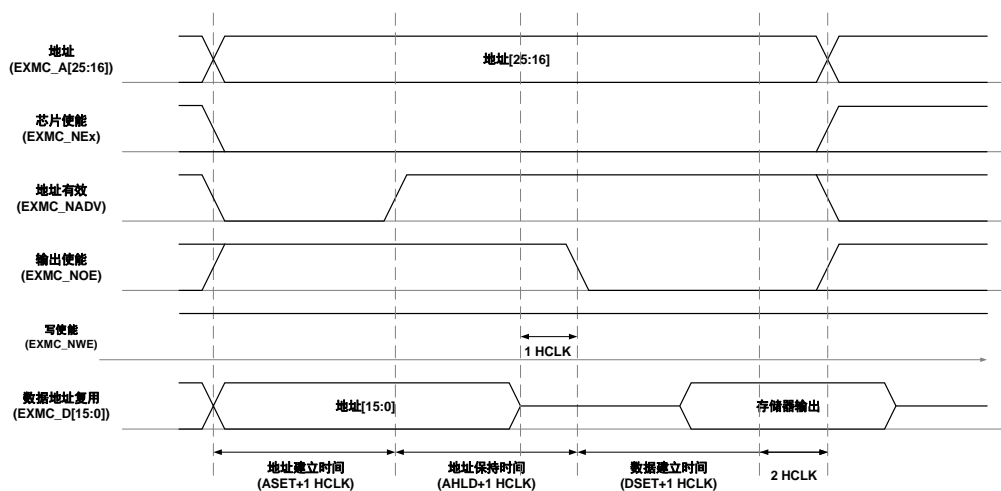 地址
(EXMC_A[25:16])
地址[25:16]
芯片使能
(EXMC_NEx)
地址有效
(EXMC_NADV)
输出使能
(EXMC_NOE)
写使能
(EXMC_NWE)
1 HCLK
数据地址复用
(EXMC_D[15:0])
地址[15:0]
存储器输出
地址建立时间
(ASET+1 HCLK)
地址保持时间
(AHLD+1 HCLK)
数据建立时间
(DSET+1 HCLK)
2 HCLK